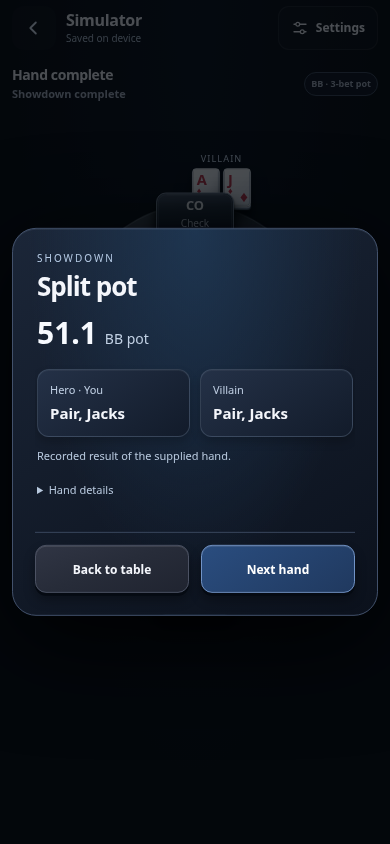 Simulator
Saved on device
Settings
Hand complete
Showdown complete
BB · 3-bet pot
VILLAIN
A J
CO
Check
SHOWDOWN
Split pot
51.1 BB pot
Hero · You
Pair, Jacks
Villain
Pair, Jacks
Recorded result of the supplied hand.
Hand details
Back to table
Next hand